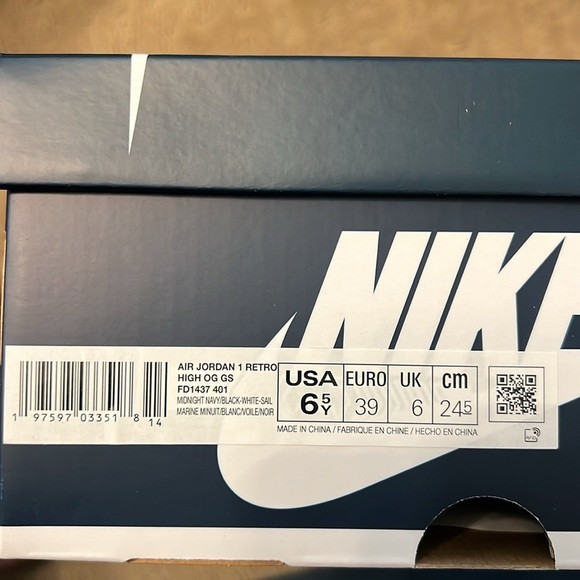 NIKE
AIR JORDAN 1 RETRO
HIGH OG GS
FD1437 401
MIDNIGHT NAVY/BLACK-WHITE-SAIL
MARINE MINUIT/BLANC/VOILE/NOIR
1 97597 03351 8 14
USA EURO UK cm
6 5Y 39 6 24 5
MADE IN CHINA / FABRIQUE EN CHINE / HECHO EN CHINA
RFID